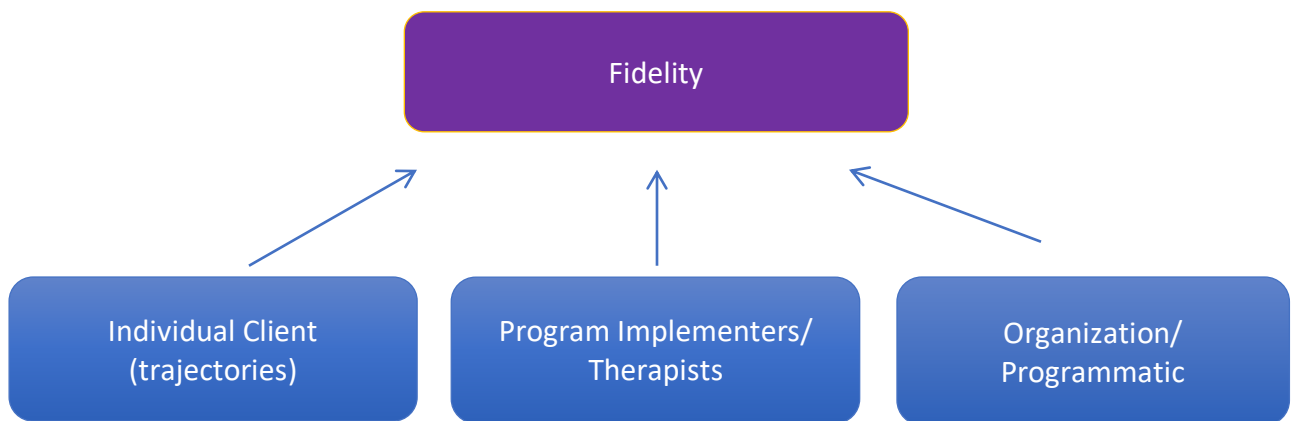 Fidelity
Individual Client
(trajectories)
Program Implementers/
Therapists
Organization/
Programmatic